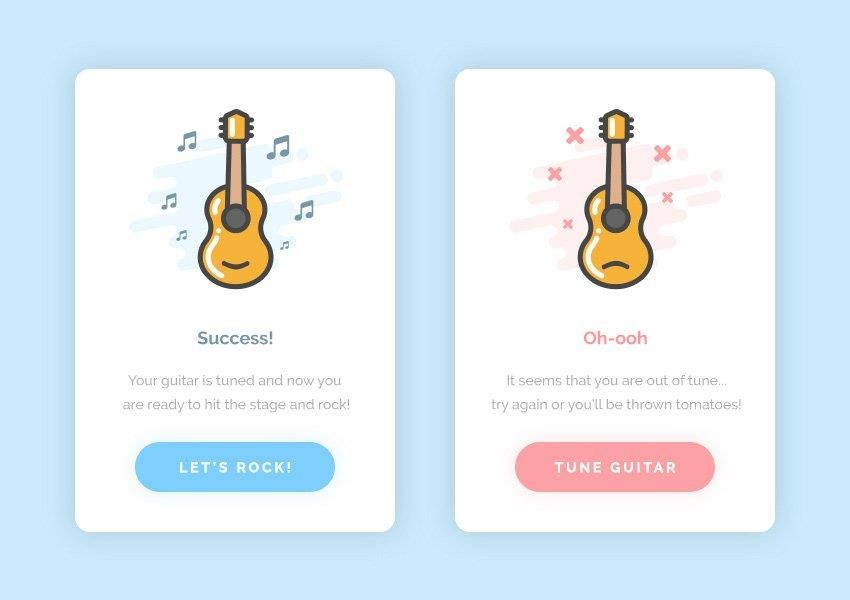 Success!
Your guitar is tuned and now you
are ready to hit the stage and rock!
LET'S ROCK!
Oh-ooh
It seems that you are out of tune...
try again or you'll be thrown tomatoes!
TUNE GUITAR